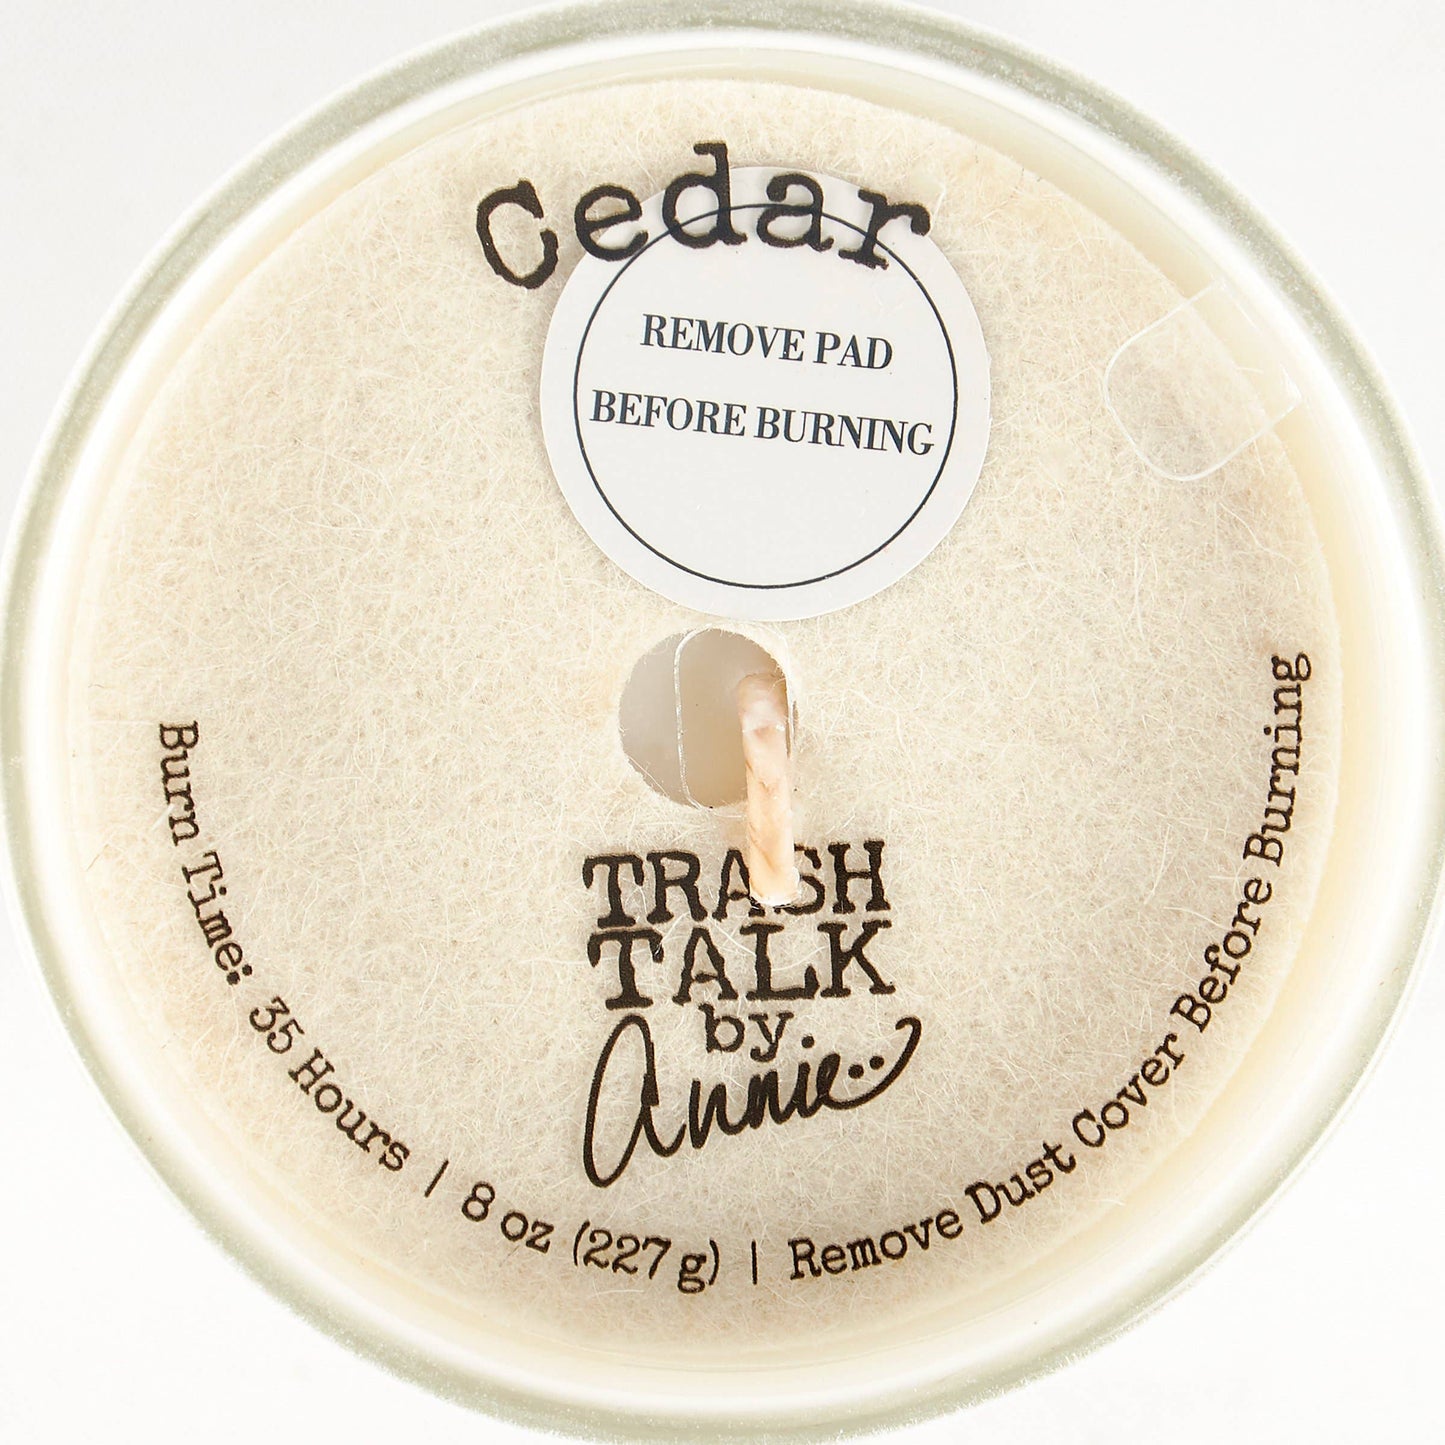 Cedar
REMOVE PAD
BEFORE BURNING
TRASH
TALK
by
Annie
Burn Time: 35 Hours | 8 oz (227 g) | Remove Dust Cover Before Burning